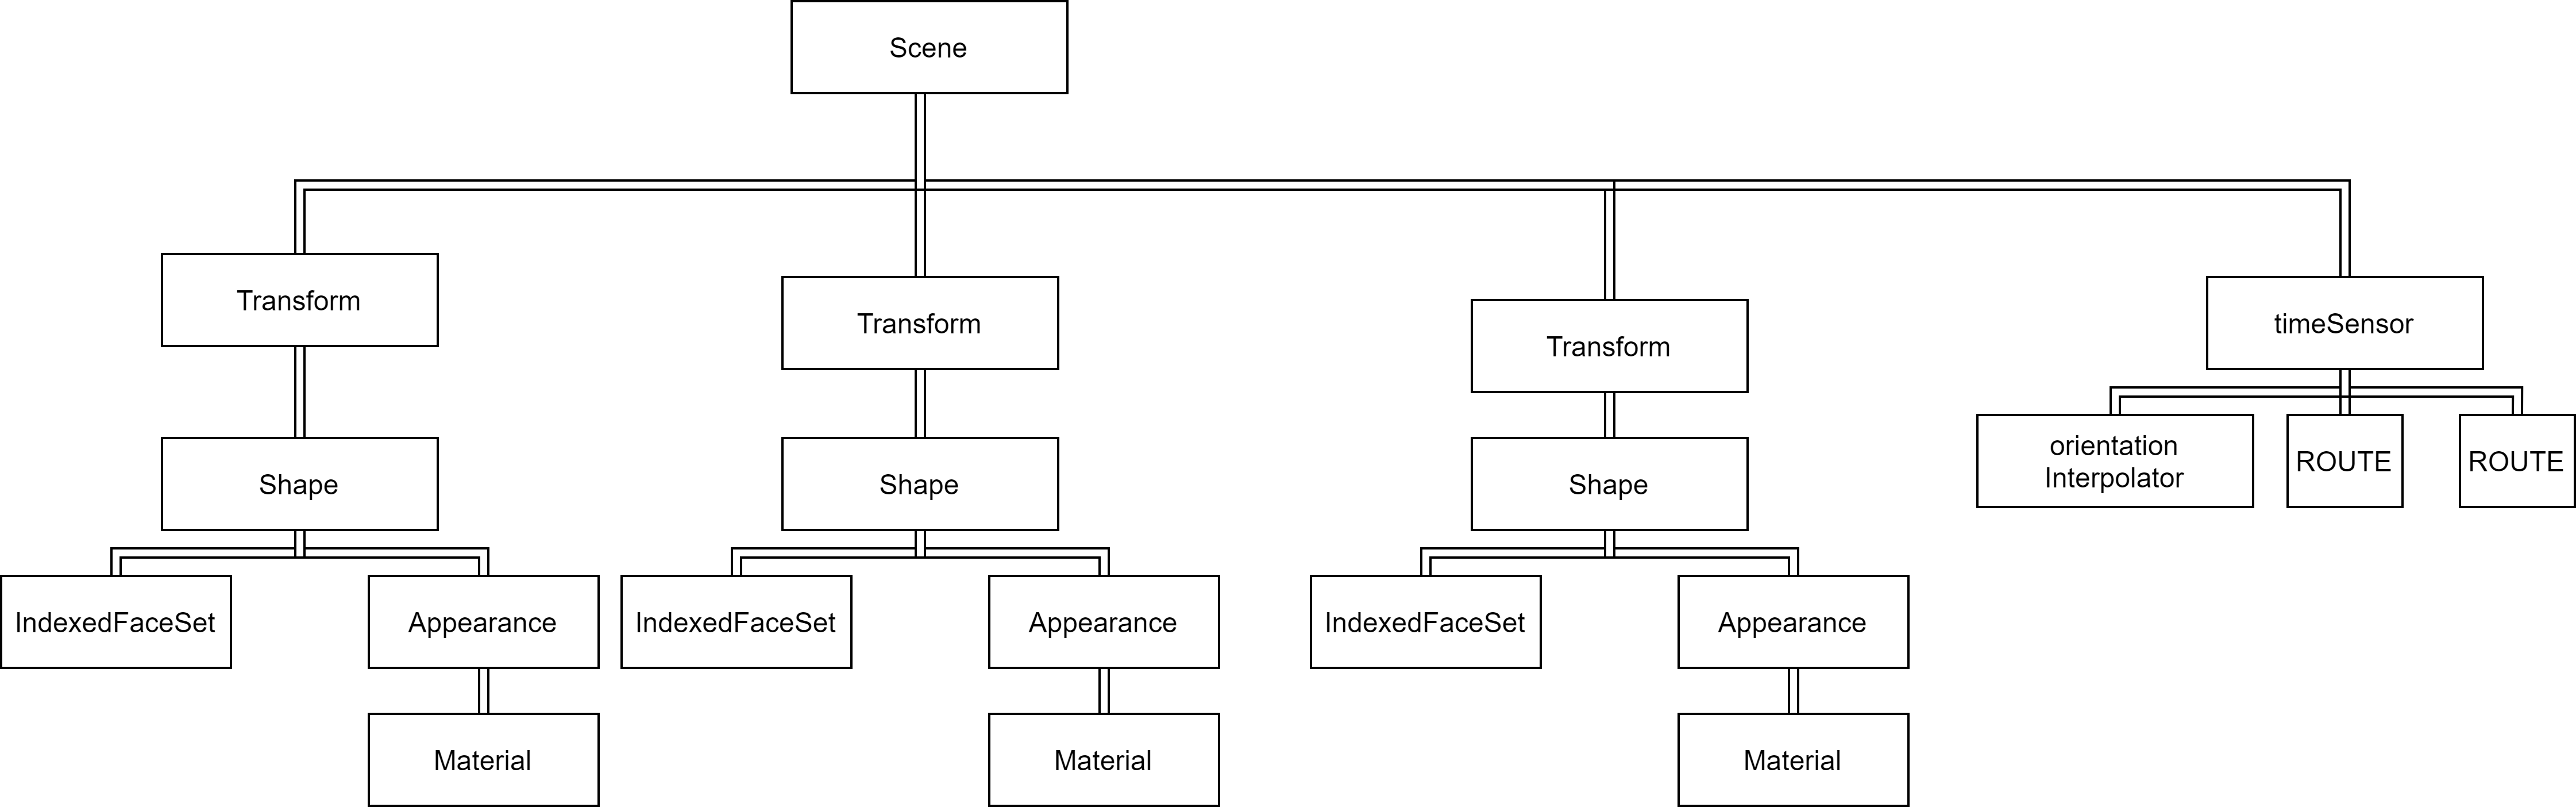 Scene
Transform
Transform
Transform
timeSensor
orientation
Interpolator
ROUTE
ROUTE
Shape
Shape
Shape
IndexedFaceSet
Appearance
IndexedFaceSet
Appearance
IndexedFaceSet
Appearance
Material
Material
Material